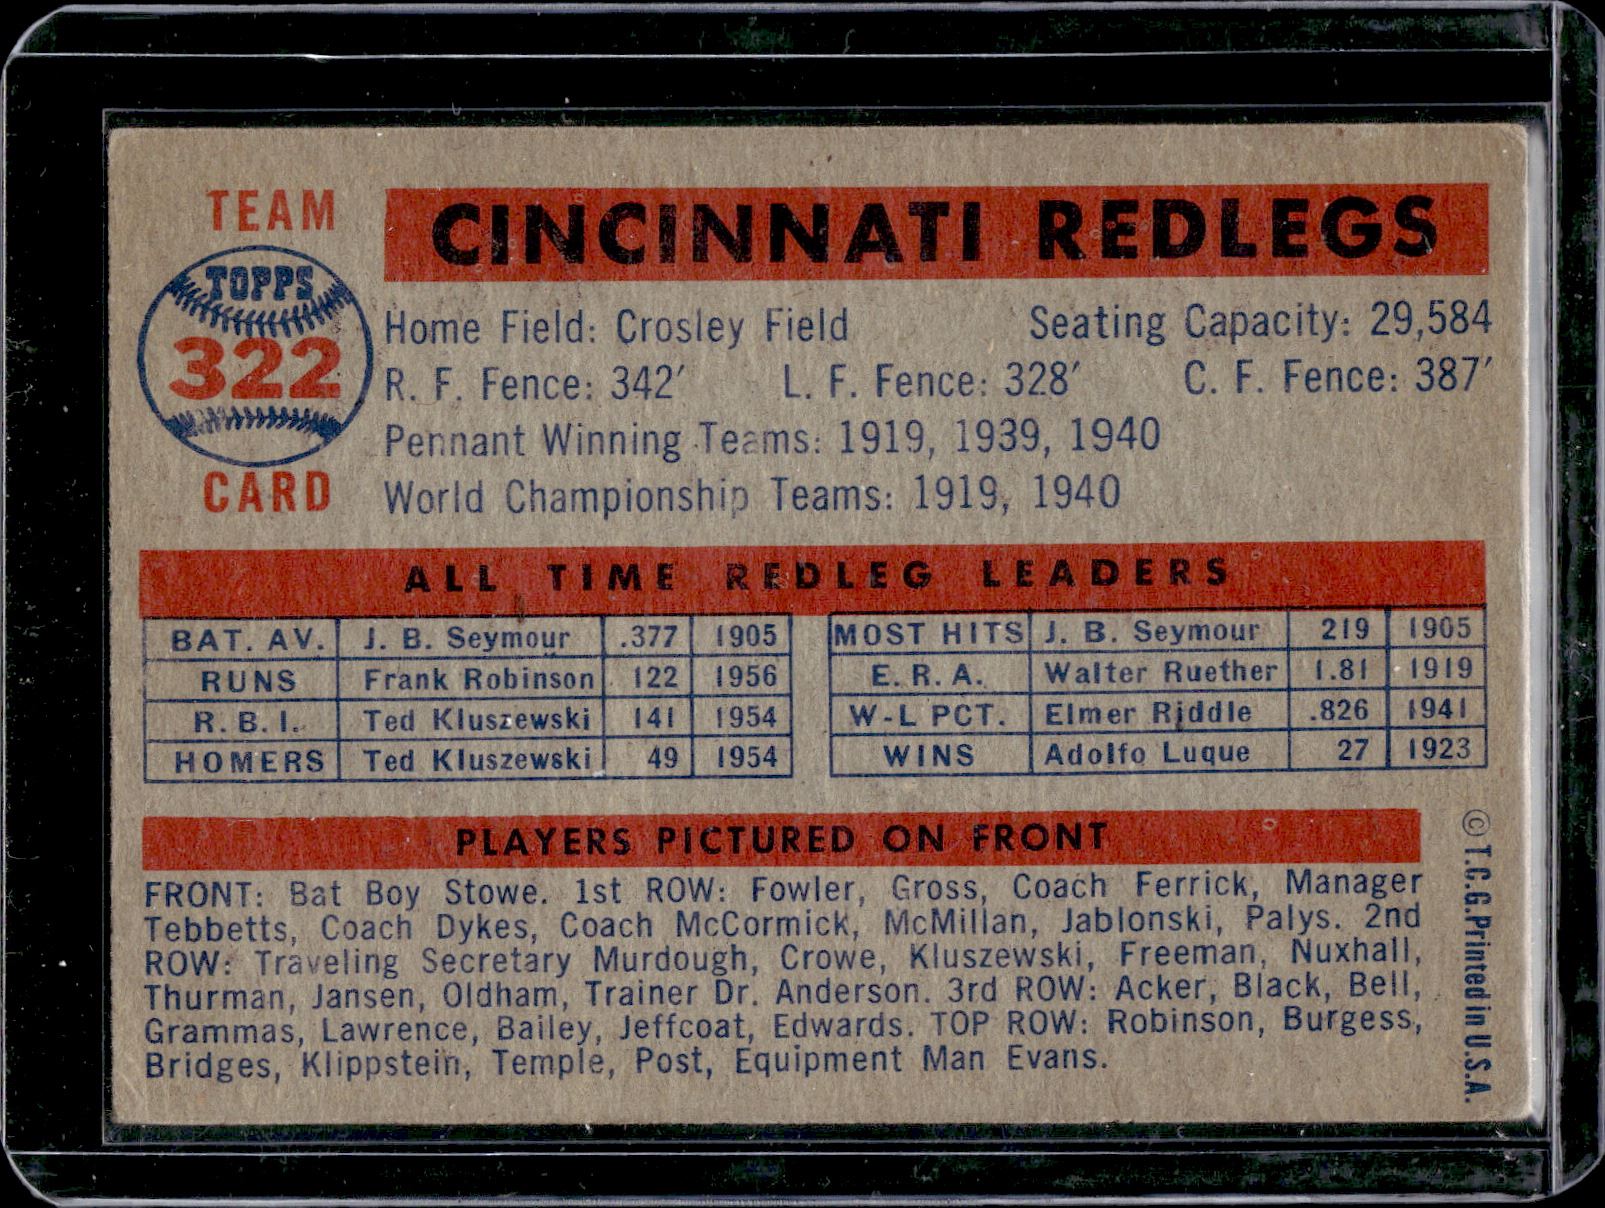 TEAM
TOPPS
322
CARD
CINCINNATI REDLEGS
Home Field: Crosley Field Seating Capacity: 29,584
R. F. Fence: 342′ L. F. Fence: 328′ C. F. Fence: 387′
Pennant Winning Teams: 1919, 1939, 1940
World Championship Teams: 1919, 1940
ALL TIME REDLEG LEADERS
BAT. AV. J. B. Seymour .377 1905 MOST HITS J. B. Seymour 219 1905
RUNS Frank Robinson 122 1956 E. R. A. Walter Ruether 1.81 1919
R. B. I. Ted Kluszewski 141 1954 W-L PCT. Elmer Riddle .826 1941
HOMERS Ted Kluszewski 49 1954 WINS Adolfo Luque 27 1923
PLAYERS PICTURED ON FRONT
FRONT: Bat Boy Stowe. 1st ROW: Fowler, Gross, Coach Ferrick, Manager
Tebbetts, Coach Dykes, Coach McCormick, McMillan, Jablonski, Palys. 2nd
ROW: Traveling Secretary Murdough, Crowe, Kluszewski, Freeman, Nuxhall,
Thurman, Jansen, Oldham, Trainer Dr. Anderson. 3rd ROW: Acker, Black, Bell,
Grammas, Lawrence, Bailey, Jeffcoat, Edwards. TOP ROW: Robinson, Burgess,
Bridges, Klippstein, Temple, Post, Equipment Man Evans.
© T.C.G. Printed in U.S.A.